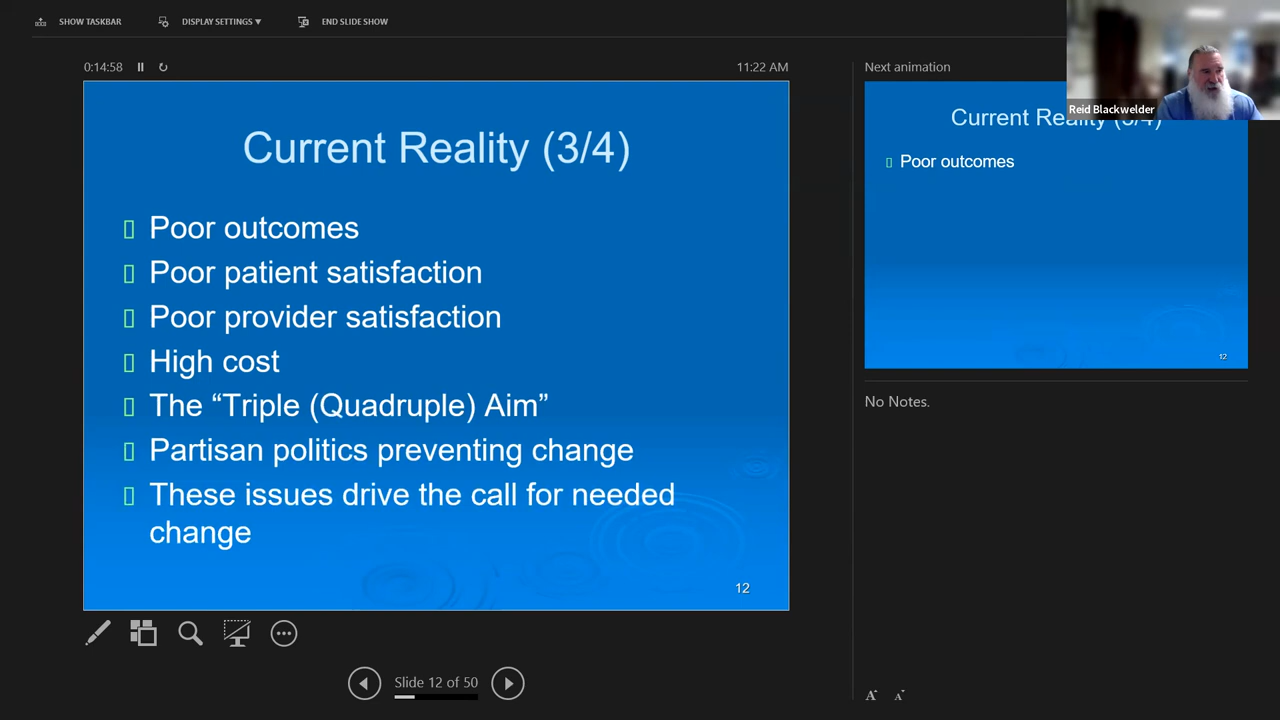 SHOW TASKBAR
DISPLAY SETTINGS ▼
END SLIDE SHOW
0:14:58
11:22 AM
Current Reality (3/4)
Poor outcomes
Poor patient satisfaction
Poor provider satisfaction
High cost
The “Triple (Quadruple) Aim”
Partisan politics preventing change
These issues drive the call for needed
change
12
Slide 12 of 50
Next animation
Reid Blackwelder
Current Reality (3/4)
Poor outcomes
12
No Notes.
A
A